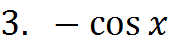 3. − cos 𝑥